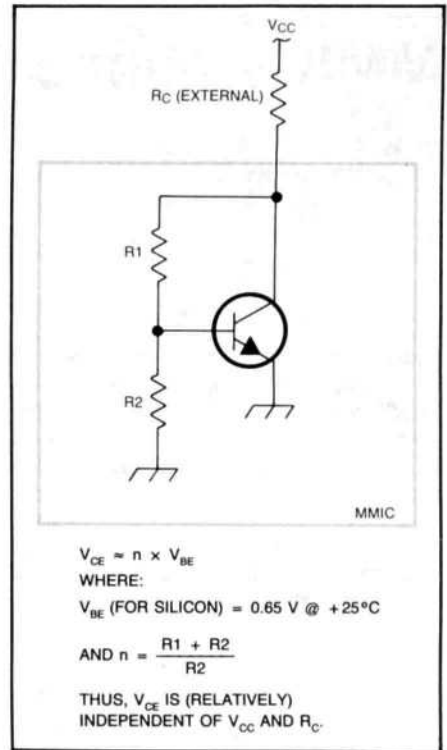 VCC
RC (EXTERNAL)
R1
R2
MMIC
VCE ≈ n × VBE
WHERE:
VBE (FOR SILICON) = 0.65 V @ +25°C
AND n = R1 + R2 / R2
THUS, VCE IS (RELATIVELY)
INDEPENDENT OF VCC AND RC.